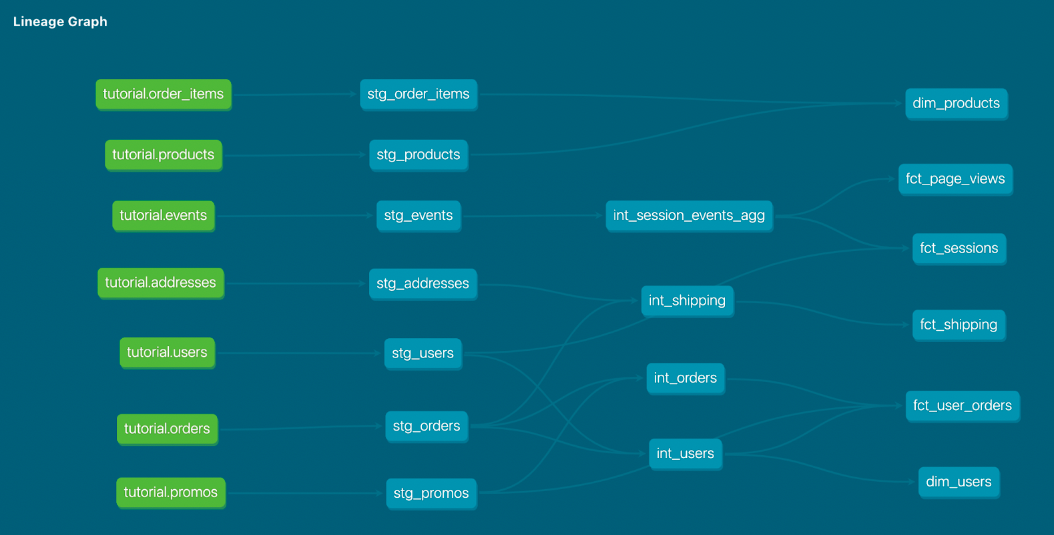 Lineage Graph
tutorial.order_items
stg_order_items
dim_products
tutorial.products
stg_products
fct_page_views
tutorial.events
stg_events
int_session_events_agg
fct_sessions
tutorial.addresses
stg_addresses
int_shipping
fct_shipping
tutorial.users
stg_users
int_orders
fct_user_orders
tutorial.orders
stg_orders
int_users
dim_users
tutorial.promos
stg_promos